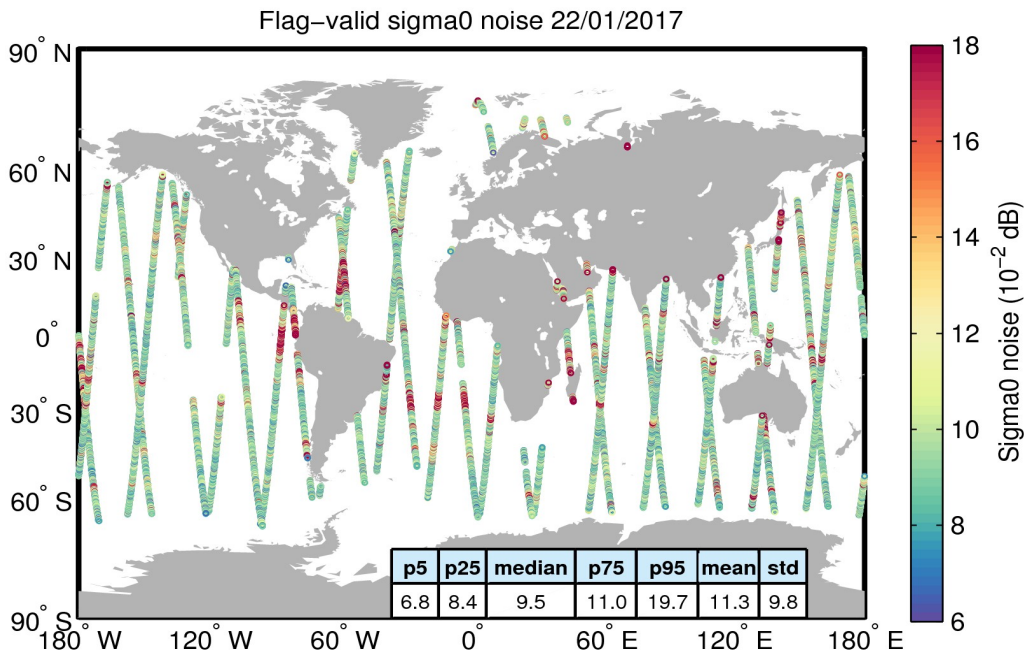 Flag−valid sigma0 noise 22/01/2017
90° N
60° N
30° N
0°
30° S
60° S
90° S
180° W
120° W
60° W
0°
60° E
120° E
180° E
p5 p25 median p75 p95 mean std
6.8 8.4 9.5 11.0 19.7 11.3 9.8
18
16
14
12
10
8
6
Sigma0 noise (10⁻² dB)